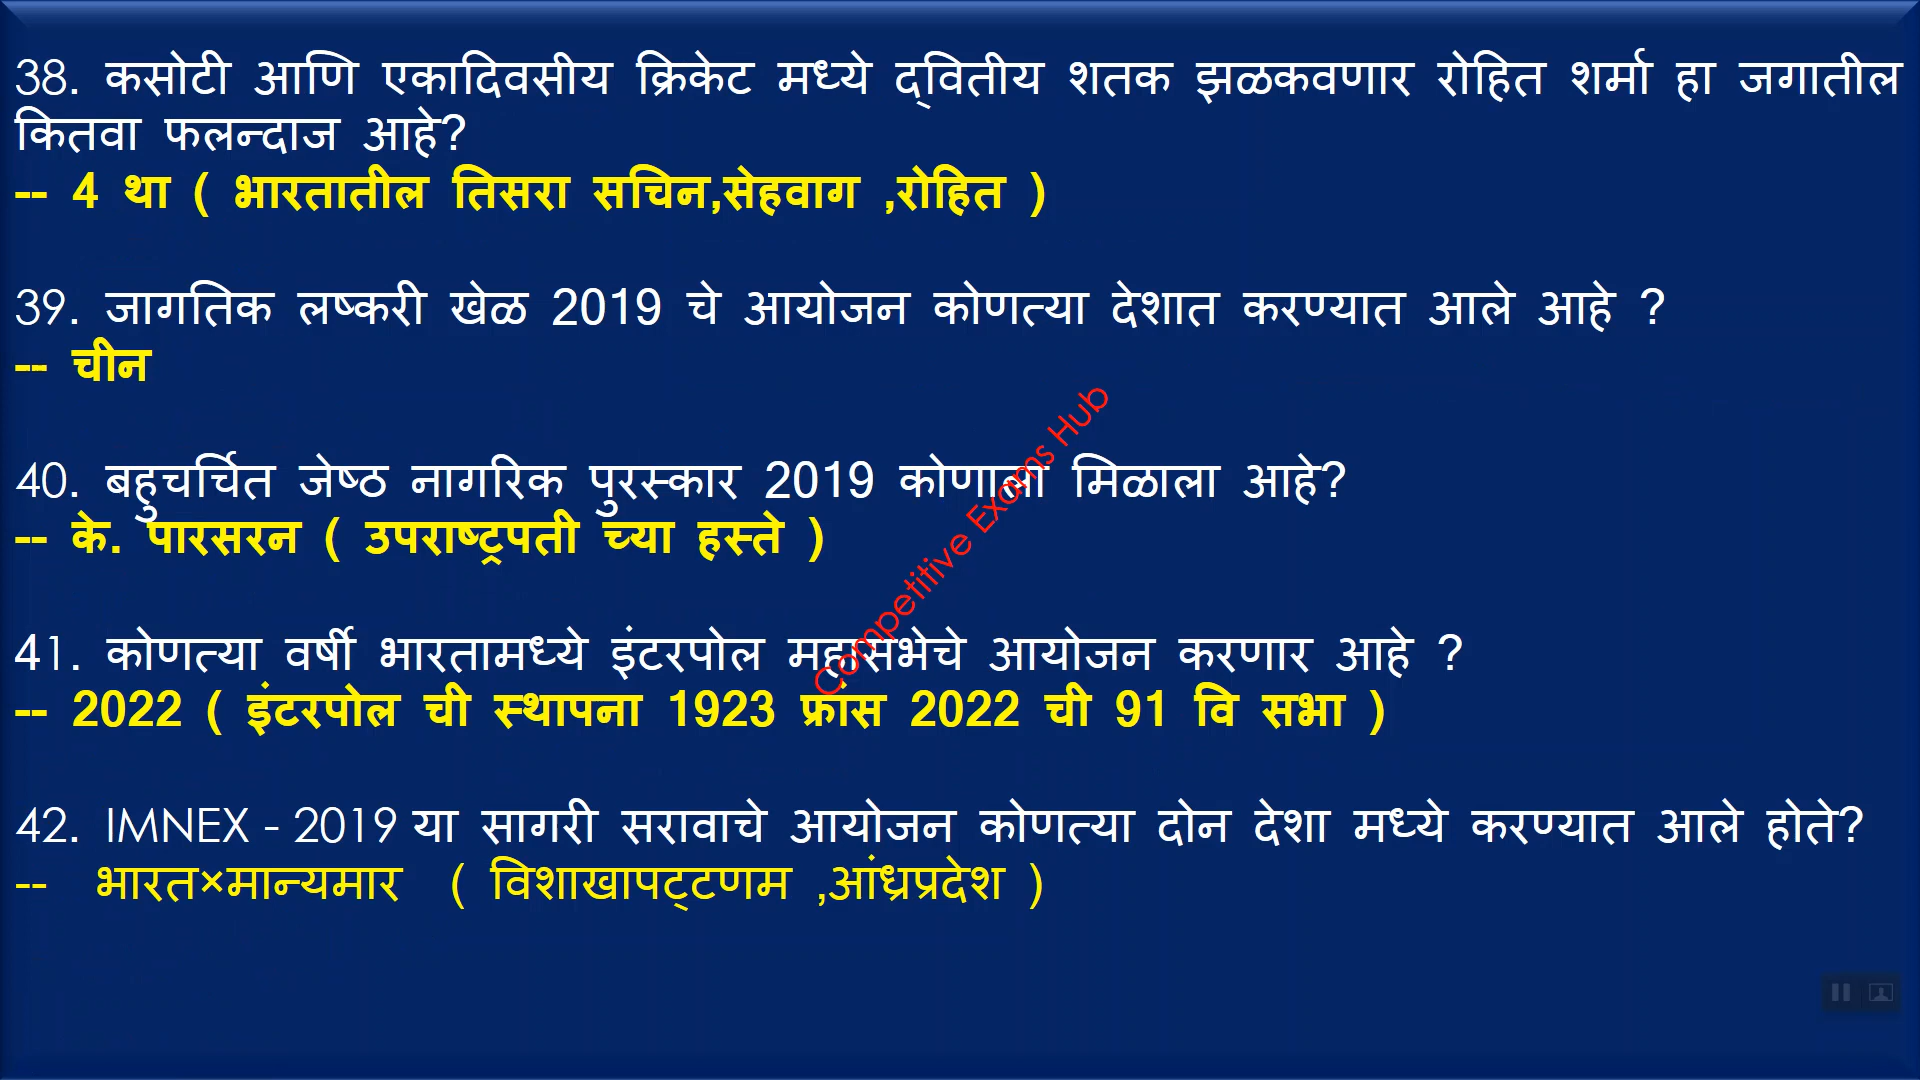 38. कसोटी आणि एकादिवसीय क्रिकेट मध्ये द्वितीय शतक झळकवणार रोहित शर्मा हा जगातील
कितवा फलन्दाज आहे?
-- 4 था ( भारतातील तिसरा सचिन,सेहवाग ,रोहित )
39. जागतिक लष्करी खेळ 2019 चे आयोजन कोणत्या देशात करण्यात आले आहे ?
-- चीन
40. बहुचर्चित जेष्ठ नागरिक पुरस्कार 2019 कोणाला मिळाला आहे?
-- के. पारसरन ( उपराष्ट्रपती च्या हस्ते )
41. कोणत्या वर्षी भारतामध्ये इंटरपोल महासभेचे आयोजन करणार आहे ?
-- 2022 ( इंटरपोल ची स्थापना 1923 फ्रांस 2022 ची 91 वि सभा )
42. IMNEX - 2019 या सागरी सरावाचे आयोजन कोणत्या दोन देशा मध्ये करण्यात आले होते?
-- भारत×मान्यमार ( विशाखापट्टणम ,आंध्रप्रदेश )
Competitive Exams Hub